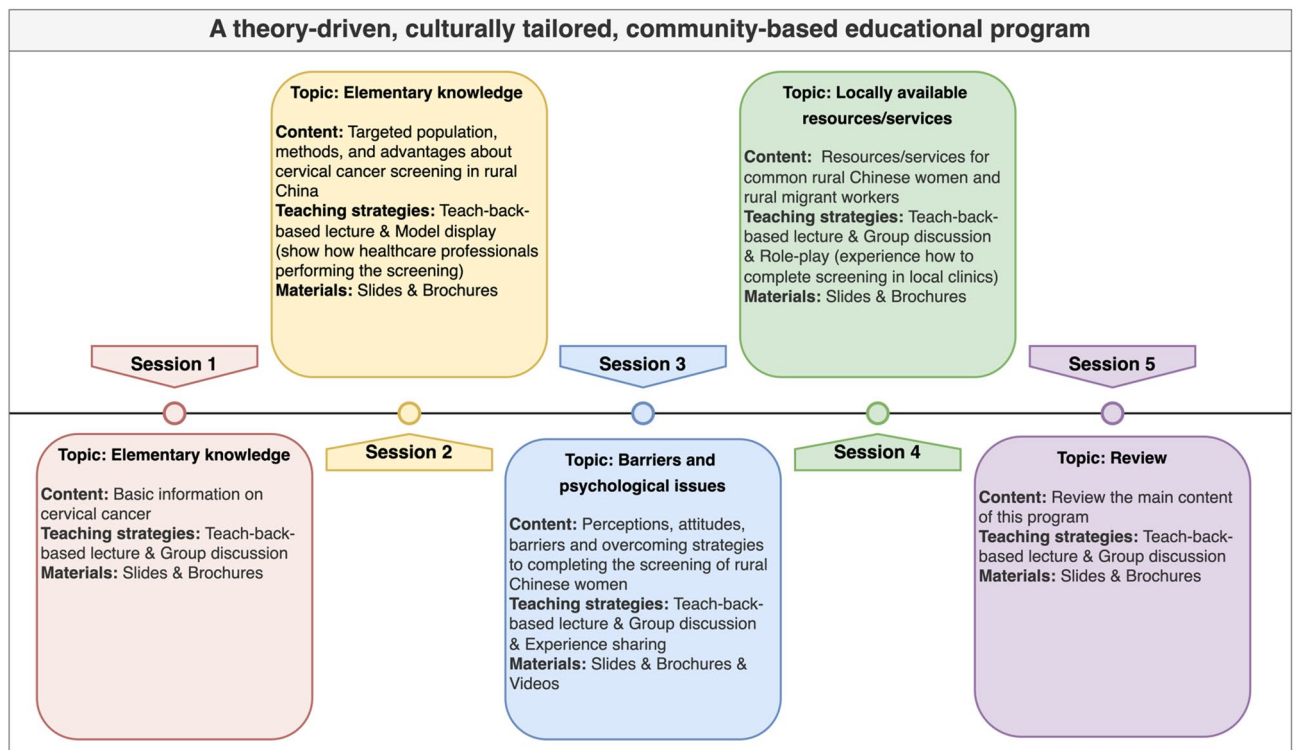 A theory-driven, culturally tailored, community-based educational program
Session 1
Topic: Elementary knowledge
Content: Basic information on
cervical cancer
Teaching strategies: Teach-back-
based lecture & Group discussion
Materials: Slides & Brochures
Session 2
Topic: Elementary knowledge
Content: Targeted population,
methods, and advantages about
cervical cancer screening in rural
China
Teaching strategies: Teach-back-
based lecture & Model display
(show how healthcare professionals
performing the screening)
Materials: Slides & Brochures
Session 3
Topic: Barriers and
psychological issues
Content: Perceptions, attitudes,
barriers and overcoming strategies
to completing the screening of rural
Chinese women
Teaching strategies: Teach-back-
based lecture & Group discussion
& Experience sharing
Materials: Slides & Brochures &
Videos
Session 4
Topic: Locally available
resources/services
Content: Resources/services for
common rural Chinese women and
rural migrant workers
Teaching strategies: Teach-back-
based lecture & Group discussion
& Role-play (experience how to
complete screening in local clinics)
Materials: Slides & Brochures
Session 5
Topic: Review
Content: Review the main content
of this program
Teaching strategies: Teach-back-
based lecture & Group discussion
Materials: Slides & Brochures